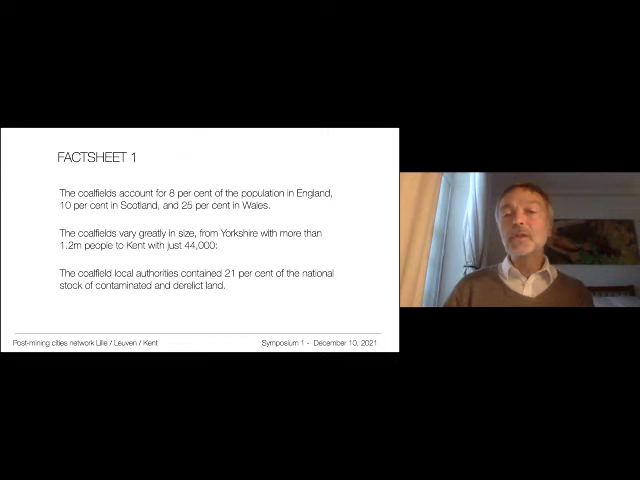 FACTSHEET 1
The coalfields account for 8 per cent of the population in England,
10 per cent in Scotland, and 25 per cent in Wales.
The coalfields vary greatly in size, from Yorkshire with more than
1.2m people to Kent with just 44,000:
The coalfield local authorities contained 21 per cent of the national
stock of contaminated and derelict land.
Post-mining cities network Lille / Leuven / Kent
Symposium 1 - December 10, 2021